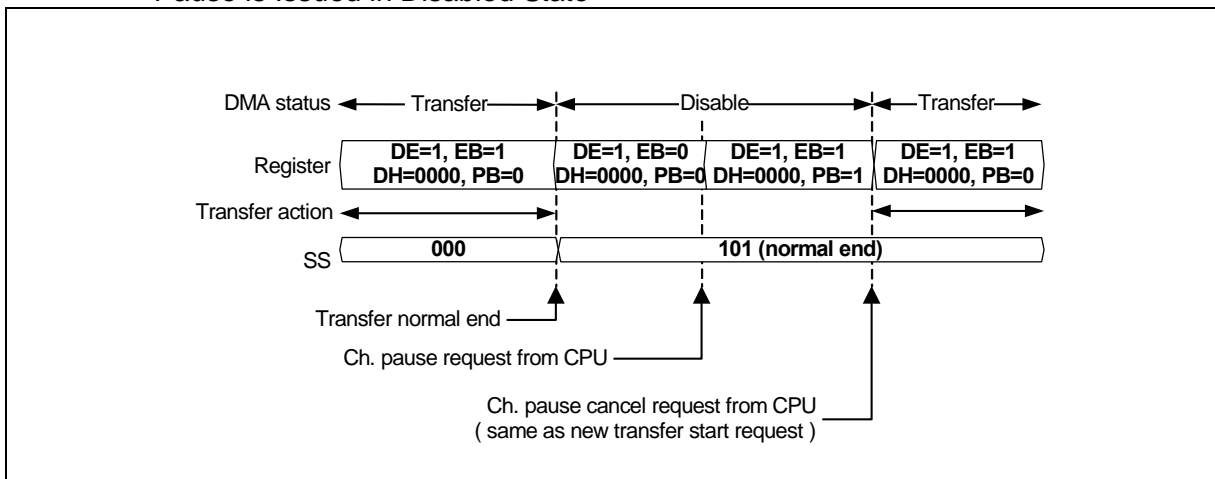 Pause is issued in Disabled State
DMA status Transfer Disable Transfer
Register DE=1, EB=1 DE=1, EB=0 DE=1, EB=1 DE=1, EB=1
DH=0000, PB=0 DH=0000, PB=0 DH=0000, PB=1 DH=0000, PB=0
Transfer action
SS 000 101 (normal end)
Transfer normal end
Ch. pause request from CPU
Ch. pause cancel request from CPU
( same as new transfer start request )